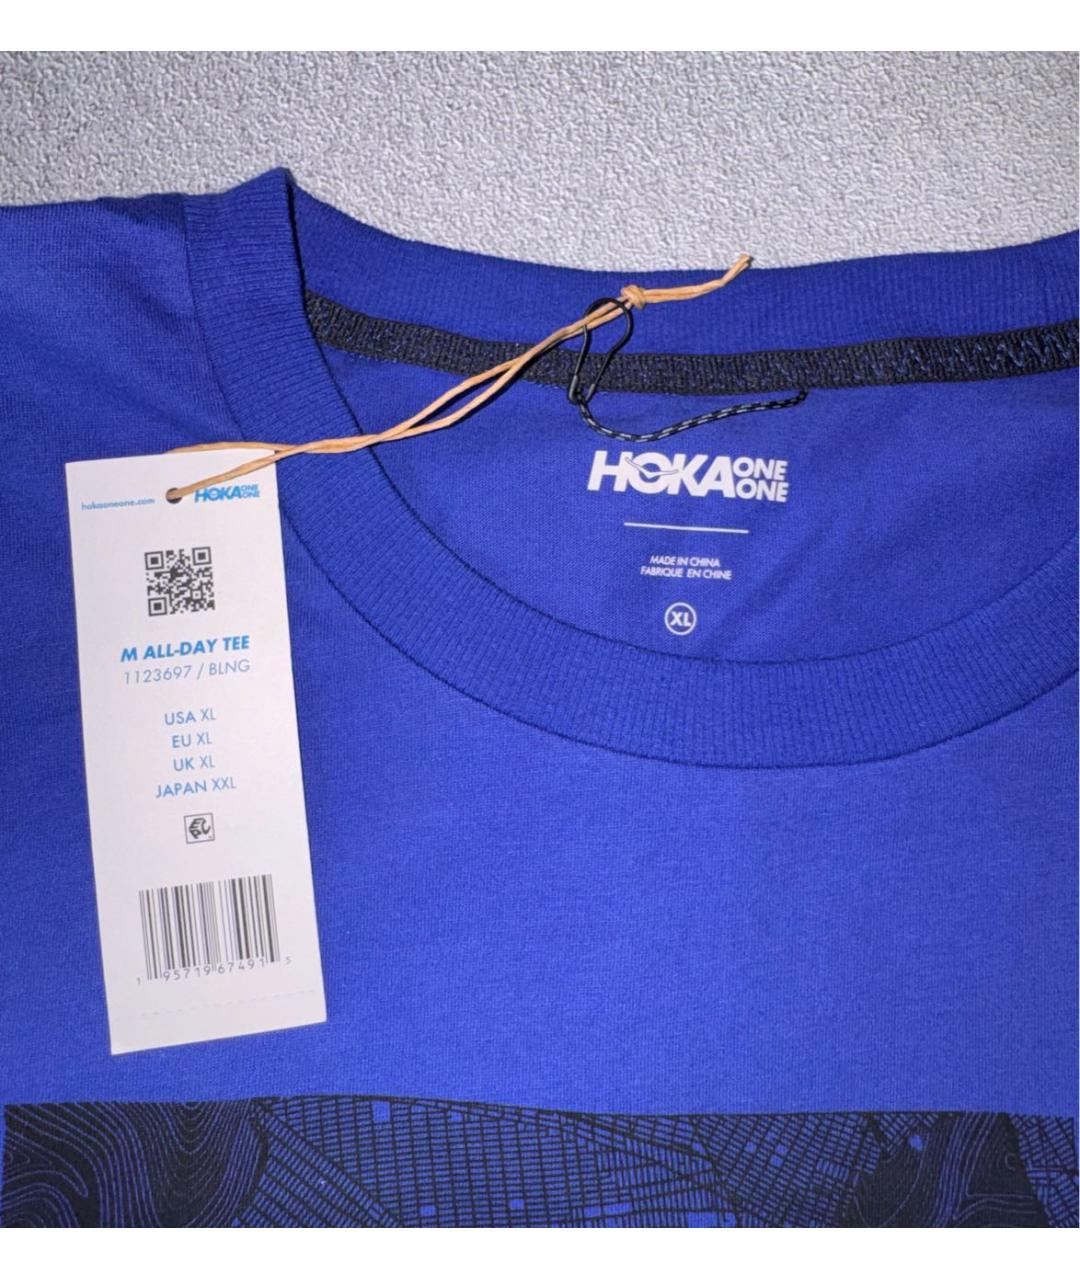 hokaoneone.com
HOKA ONE ONE
M ALL-DAY TEE
1123697 / BLNG
USA XL
EU XL
UK XL
JAPAN XXL
EPC
1 95719 67491 5
HOKA ONE ONE
MADE IN CHINA
FABRIQUE EN CHINE
XL